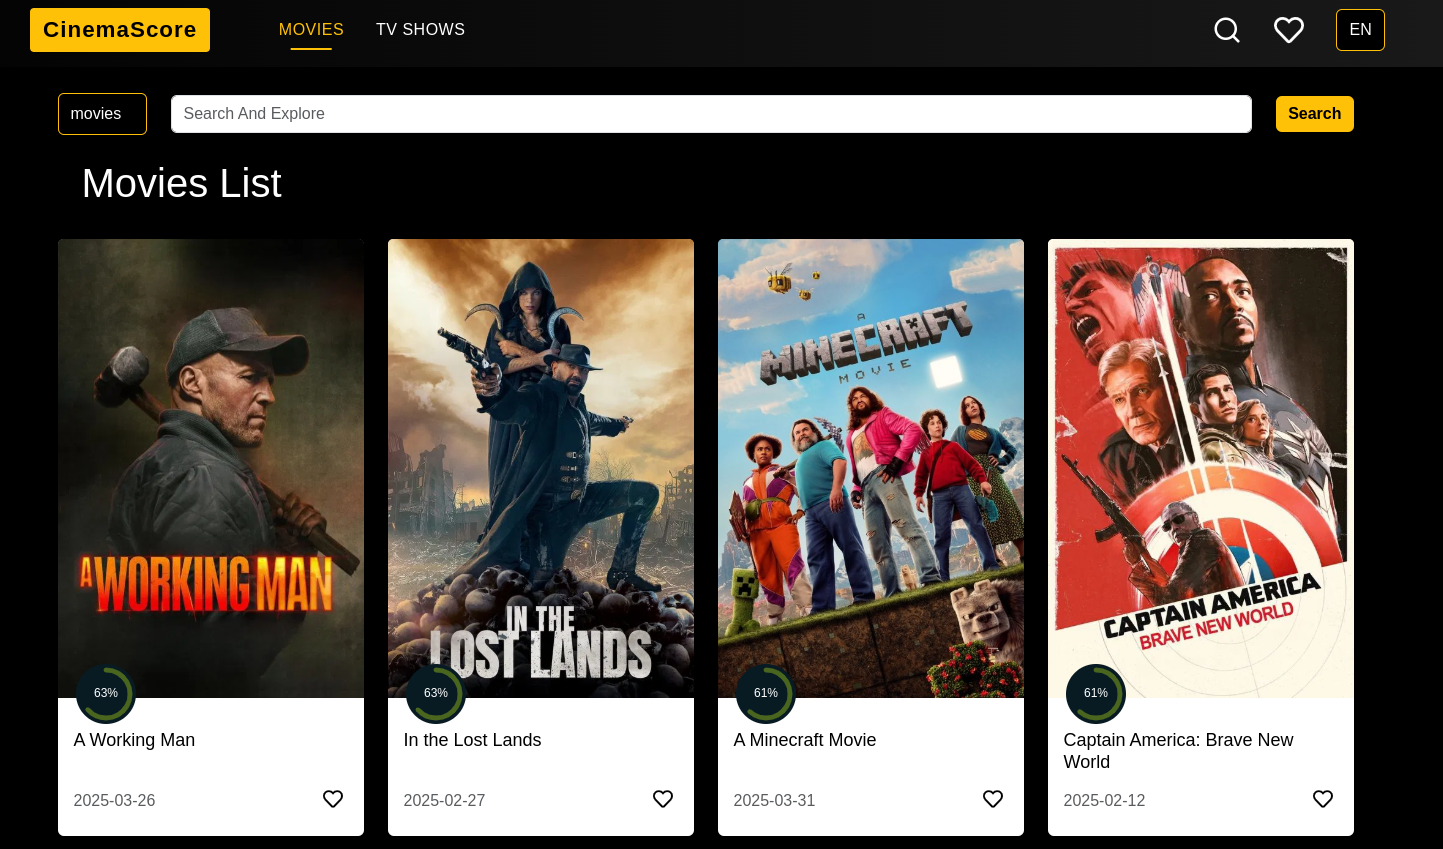 CinemaScore
MOVIES
TV SHOWS
EN
movies
Search And Explore
Search
Movies List
A WORKING MAN
63%
A Working Man
2025-03-26
IN THE
LOST LANDS
63%
In the Lost Lands
2025-02-27
A
MINECRAFT
MOVIE
61%
A Minecraft Movie
2025-03-31
CAPTAIN AMERICA
BRAVE NEW WORLD
61%
Captain America: Brave New
World
2025-02-12